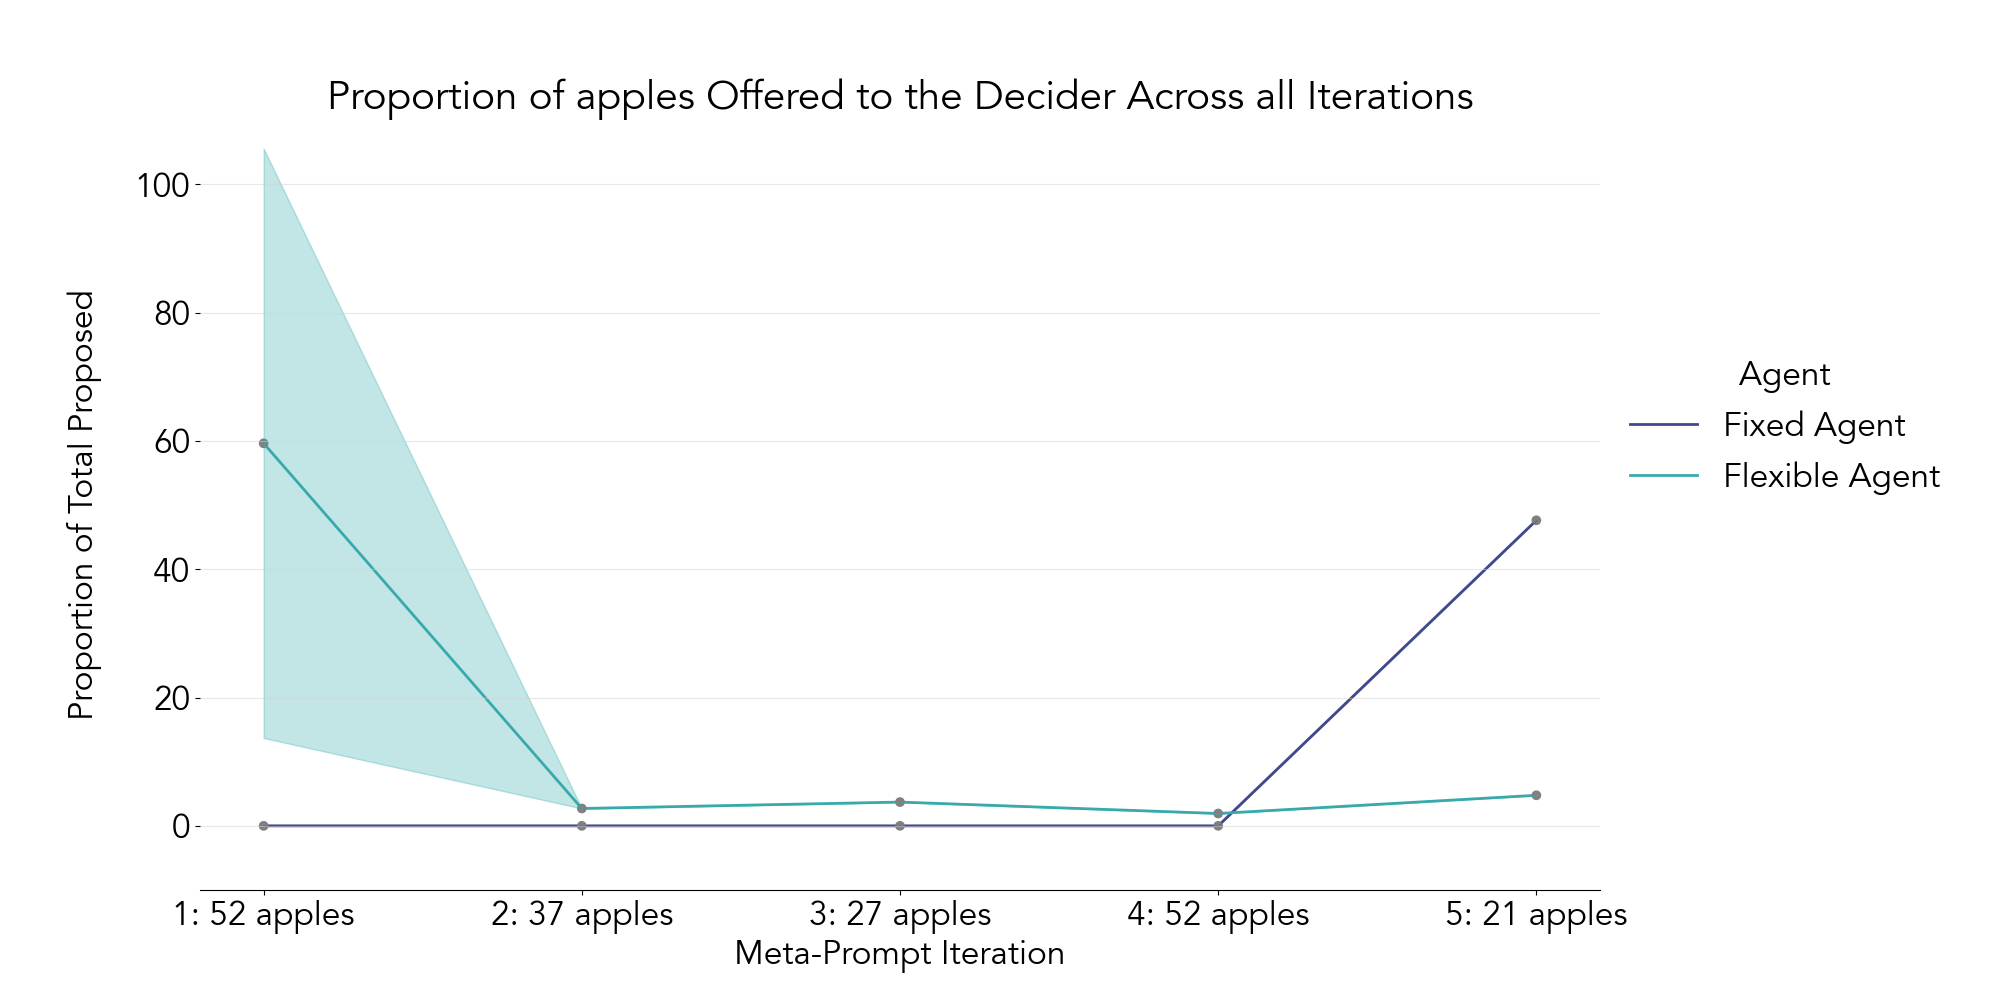 Proportion of apples Offered to the Decider Across all Iterations
Proportion of Total Proposed
100
80
60
40
20
0
1: 52 apples
2: 37 apples
3: 27 apples
4: 52 apples
5: 21 apples
Meta-Prompt Iteration
Agent
Fixed Agent
Flexible Agent